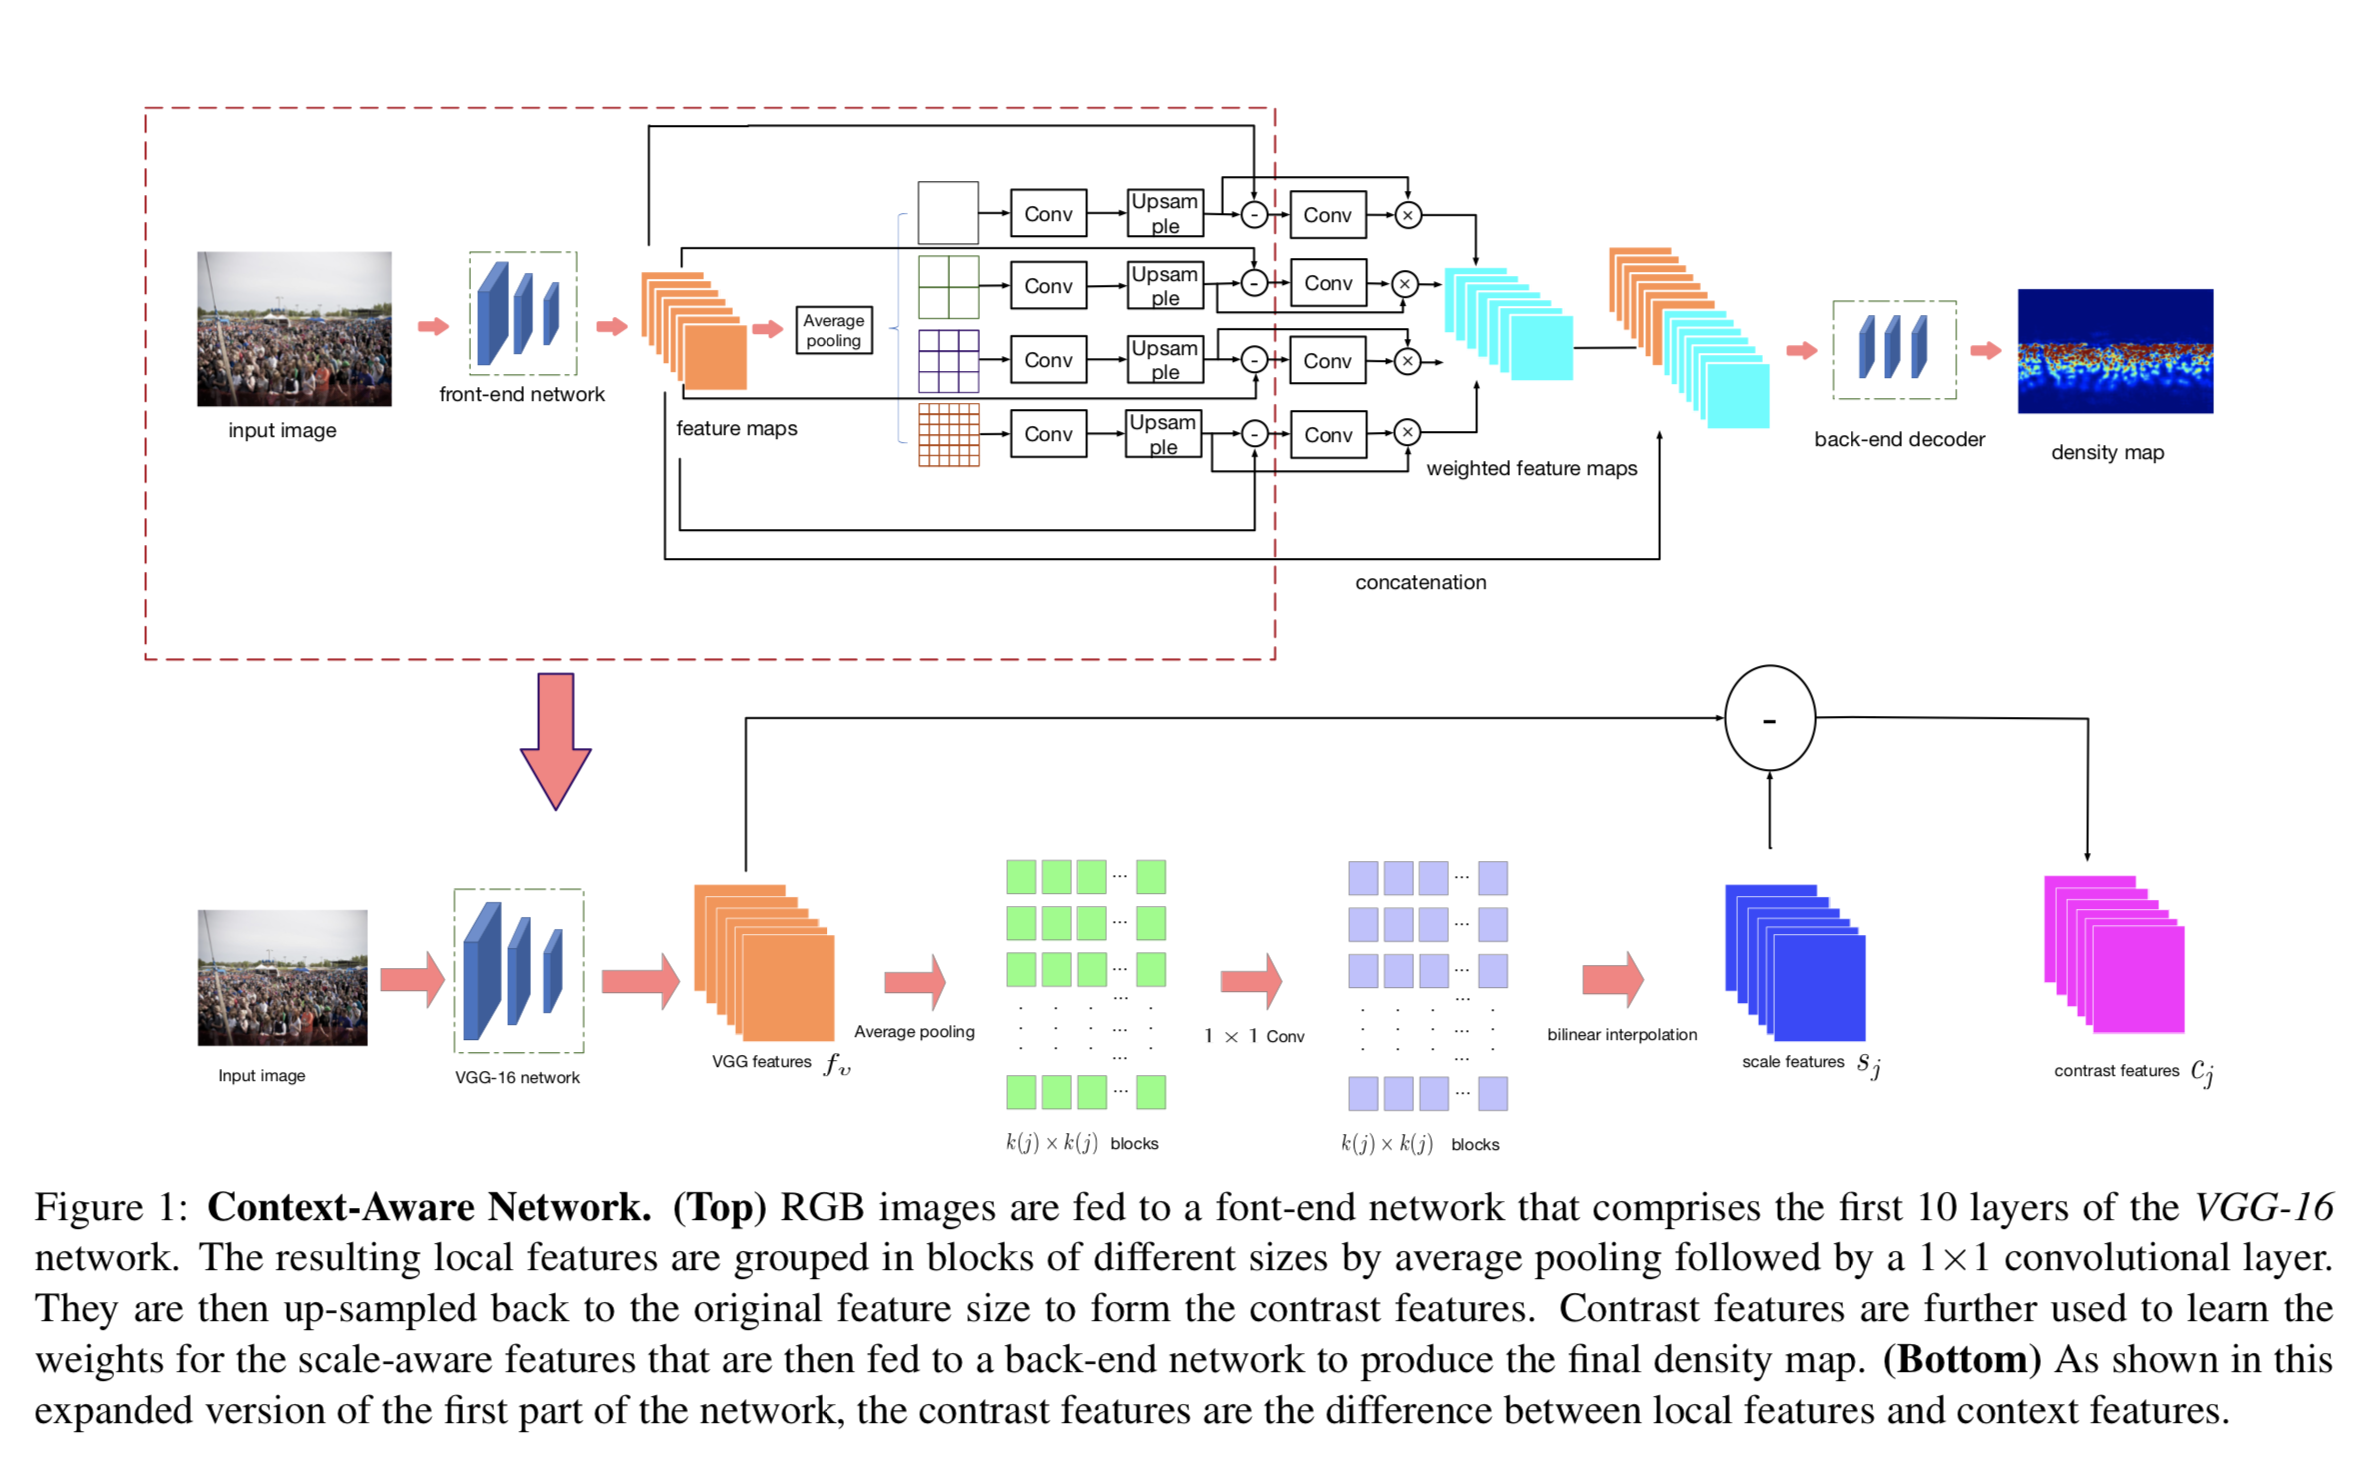 Conv
Upsam
ple
-
Conv
×
Conv
Upsam
ple
-
Conv
×
Average
pooling
Conv
Upsam
ple
-
Conv
×
Conv
Upsam
ple
-
Conv
×
input image
front-end network
feature maps
weighted feature maps
back-end decoder
density map
concatenation
-
...
...
...
...
...
...
...
...
...
...
...
...
...
...
Average pooling
1 × 1 Conv
bilinear interpolation
Input image
VGG-16 network
VGG features f_v
scale features s_j
contrast features c_j
k(j) × k(j) blocks
k(j) × k(j) blocks
Figure 1: Context-Aware Network. (Top) RGB images are fed to a font-end network that comprises the first 10 layers of the VGG-16
network. The resulting local features are grouped in blocks of different sizes by average pooling followed by a 1×1 convolutional layer.
They are then up-sampled back to the original feature size to form the contrast features. Contrast features are further used to learn the
weights for the scale-aware features that are then fed to a back-end network to produce the final density map. (Bottom) As shown in this
expanded version of the first part of the network, the contrast features are the difference between local features and context features.